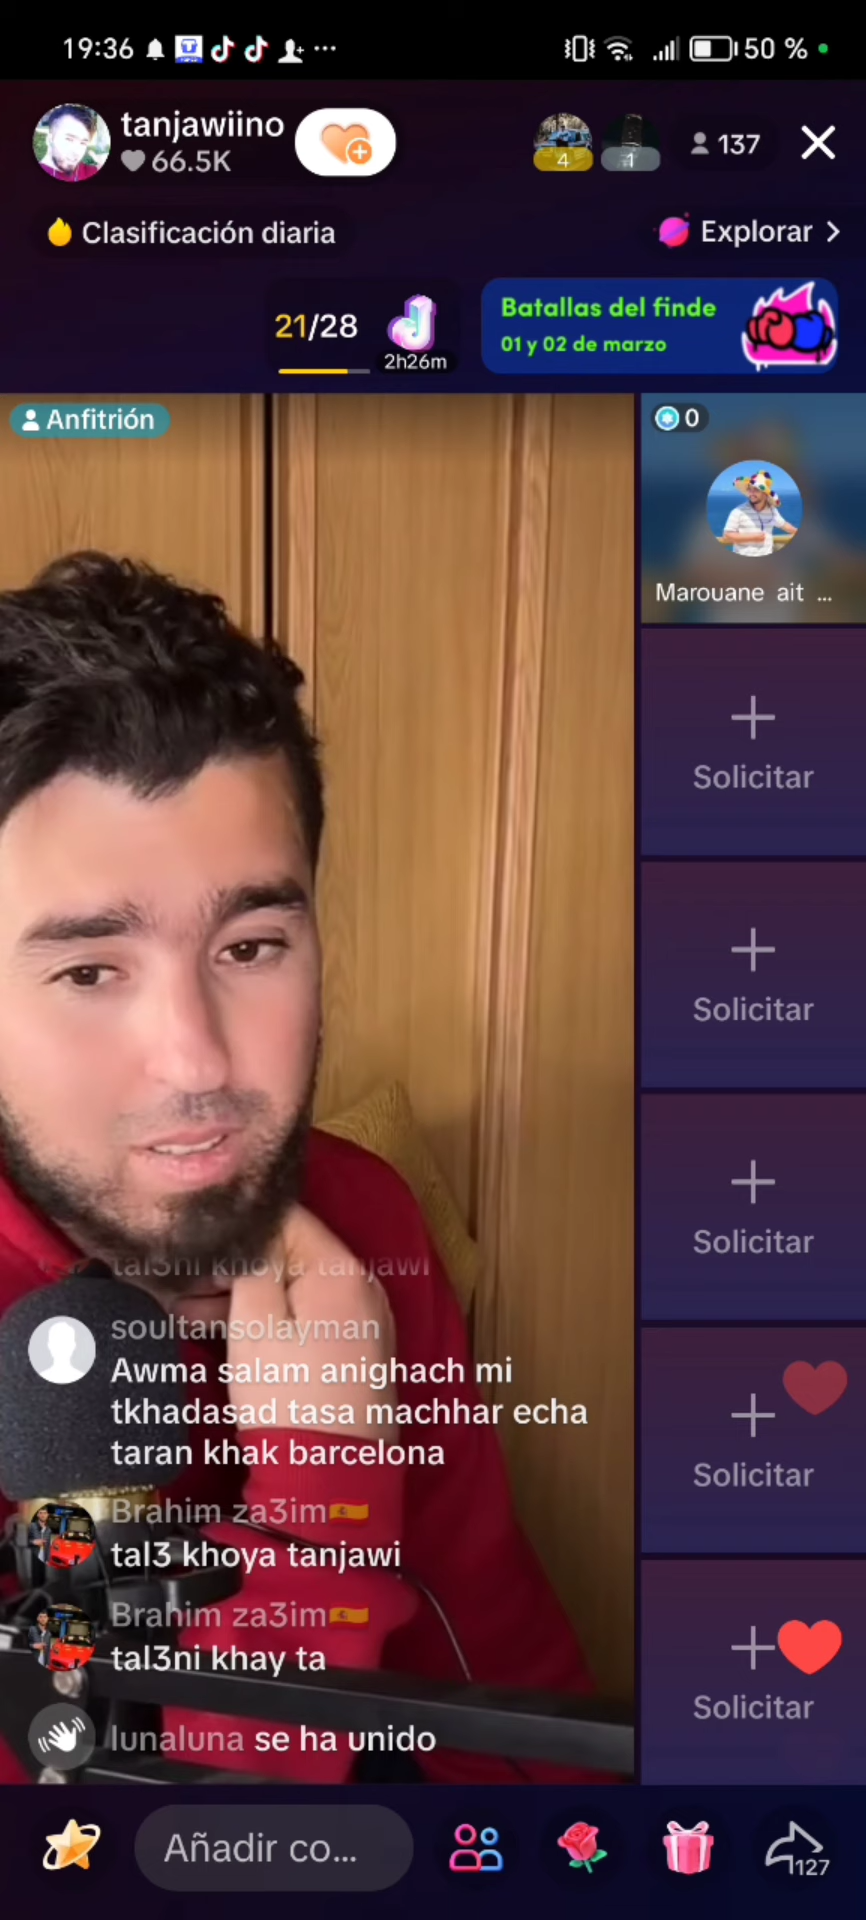 19:36
50 %
tanjawiino
66.5K
4
1
137
Clasificación diaria
Explorar
21/28
2h26m
Batallas del finde
01 y 02 de marzo
Anfitrión
0
Marouane ait ...
Solicitar
Solicitar
Solicitar
Solicitar
Solicitar
tal3ni khoya tanjawi
soultansolayman
Awma salam anighach mi
tkhadasad tasa machhar echa
taran khak barcelona
Brahim za3im
tal3 khoya tanjawi
Brahim za3im
tal3ni khay ta
lunaluna se ha unido
Añadir co...
127